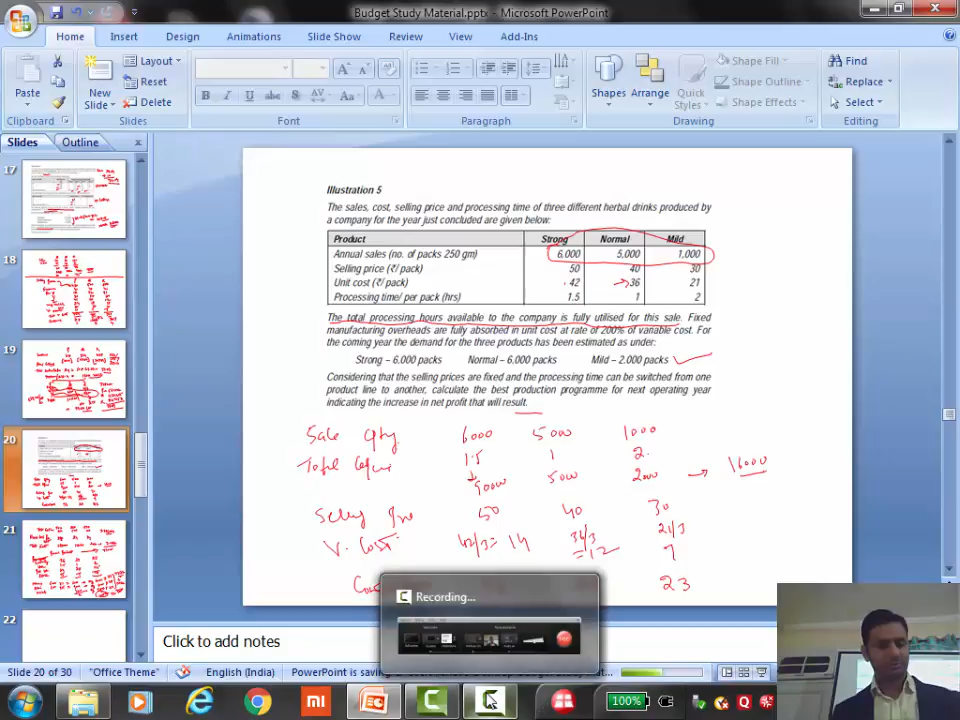 Budget Study Material.pptx - Microsoft PowerPoint
Home Insert Design Animations Slide Show Review View Add-Ins
Paste
New Slide
Layout
Reset
Delete
Shapes Arrange Quick Styles
Shape Fill
Shape Outline
Shape Effects
Find
Replace
Select
Clipboard Slides Font Paragraph Drawing Editing
Slides Outline
17
18
19
20
21
22
Illustration 5
The sales, cost, selling price and processing time of three different herbal drinks produced by
a company for the year just concluded are given below:
Product Strong Normal Mild
Annual sales (no. of packs 250 gm) 6,000 5,000 1,000
Selling price (₹/ pack) 50 40 30
Unit cost (₹/ pack) 42 36 21
Processing time/ per pack (hrs) 1.5 1 2
The total processing hours available to the company is fully utilised for this sale. Fixed
manufacturing overheads are fully absorbed in unit cost at rate of 200% of variable cost. For
the coming year the demand for the three products has been estimated as under:
Strong – 6,000 packs Normal – 6,000 packs Mild – 2,000 packs
Considering that the selling prices are fixed and the processing time can be switched from one
product line to another, calculate the best production programme for next operating year
indicating the increase in net profit that will result.
Sale Qty 6000 5000 1000
Total 1.5 1 2
9000 5000 2000 → 16000
50 40 30
V. Cost 42/3 = 14 36/3 21/3
= 12 7
23
Recording...
Click to add notes
Slide 20 of 30 "Office Theme" English (India) PowerPoint is saving
100%